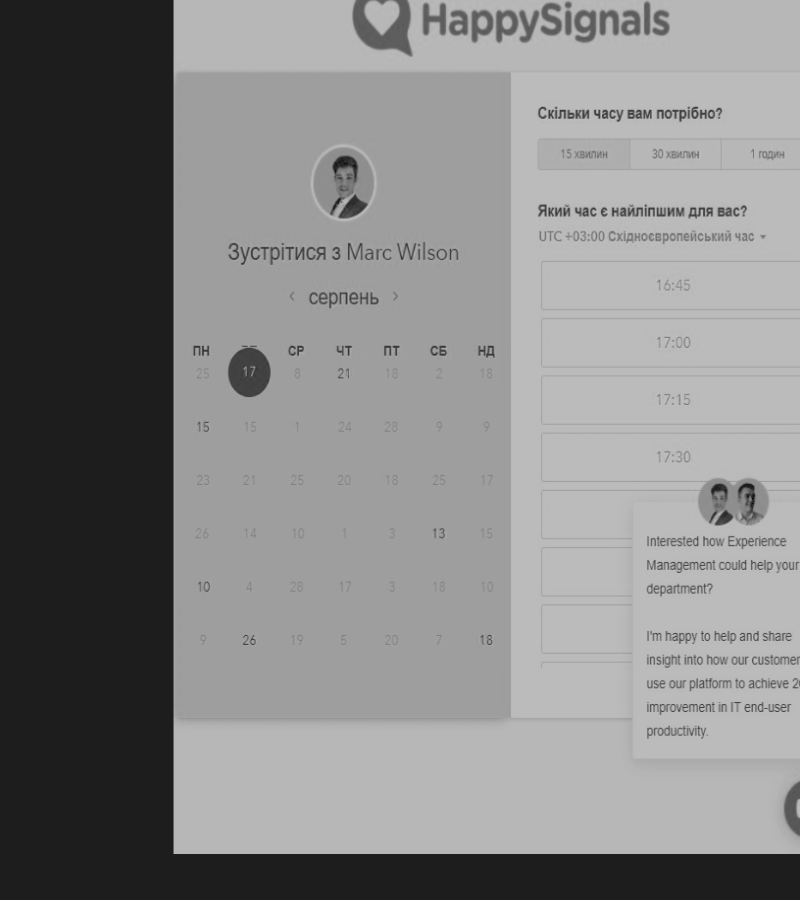 HappySignals
Зустрітися з Marc Wilson
серпень
ПН СР ЧТ ПТ СБ НД
25 17 8 21 18 2 18
15 15 1 24 28 9 9
23 21 25 20 18 25 17
26 14 10 1 3 13 15
10 4 28 17 3 18 10
9 26 19 5 20 7 18
Скільки часу вам потрібно?
15 хвилин 30 хвилин 1 годин
Який час є найліпшим для вас?
UTC +03:00 Східноєвропейський час
16:45
17:00
17:15
17:30
Interested how Experience
Management could help your
department?
I'm happy to help and share
insight into how our customer
use our platform to achieve 2
improvement in IT end-user
productivity.